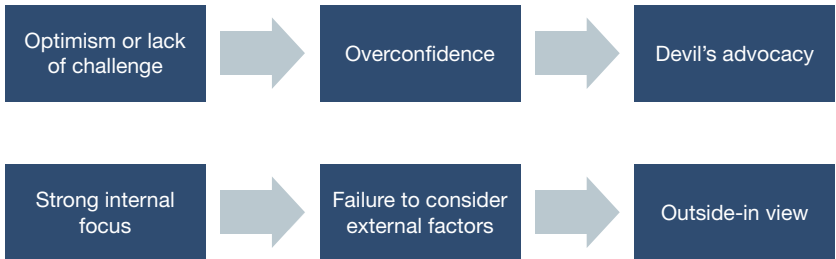 Optimism or lack
of challenge
Overconfidence
Devil’s advocacy
Strong internal
focus
Failure to consider
external factors
Outside-in view